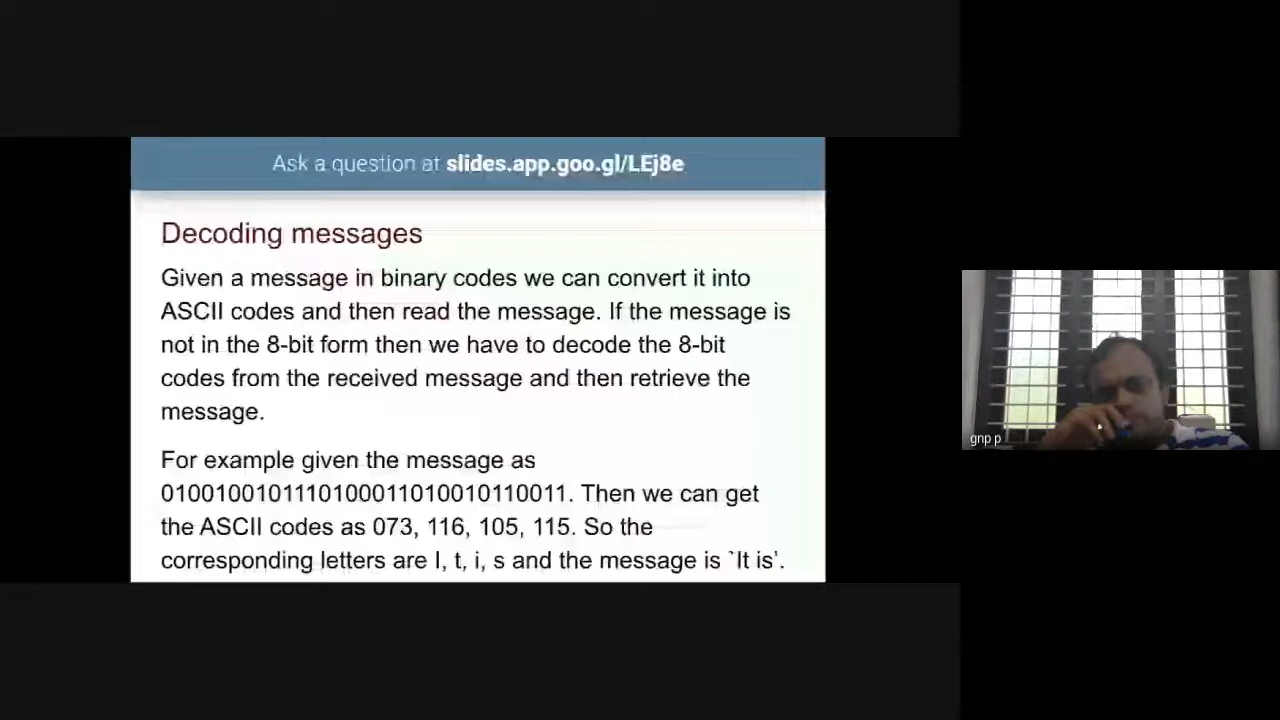 Ask a question at slides.app.goo.gl/LEj8e
Decoding messages
Given a message in binary codes we can convert it into
ASCII codes and then read the message. If the message is
not in the 8-bit form then we have to decode the 8-bit
codes from the received message and then retrieve the
message.
For example given the message as
0100100101110100011010010110011. Then we can get
the ASCII codes as 073, 116, 105, 115. So the
corresponding letters are I, t, i, s and the message is `It is'.
gnp p